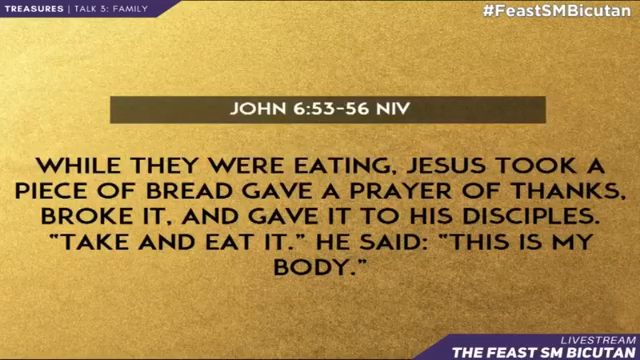 TREASURES | TALK 3: FAMILY
#FeastSMBicutan
JOHN 6:53-56 NIV
WHILE THEY WERE EATING, JESUS TOOK A
PIECE OF BREAD GAVE A PRAYER OF THANKS,
BROKE IT, AND GAVE IT TO HIS DISCIPLES.
“TAKE AND EAT IT.” HE SAID: “THIS IS MY
BODY.”
LIVESTREAM
THE FEAST SM BICUTAN